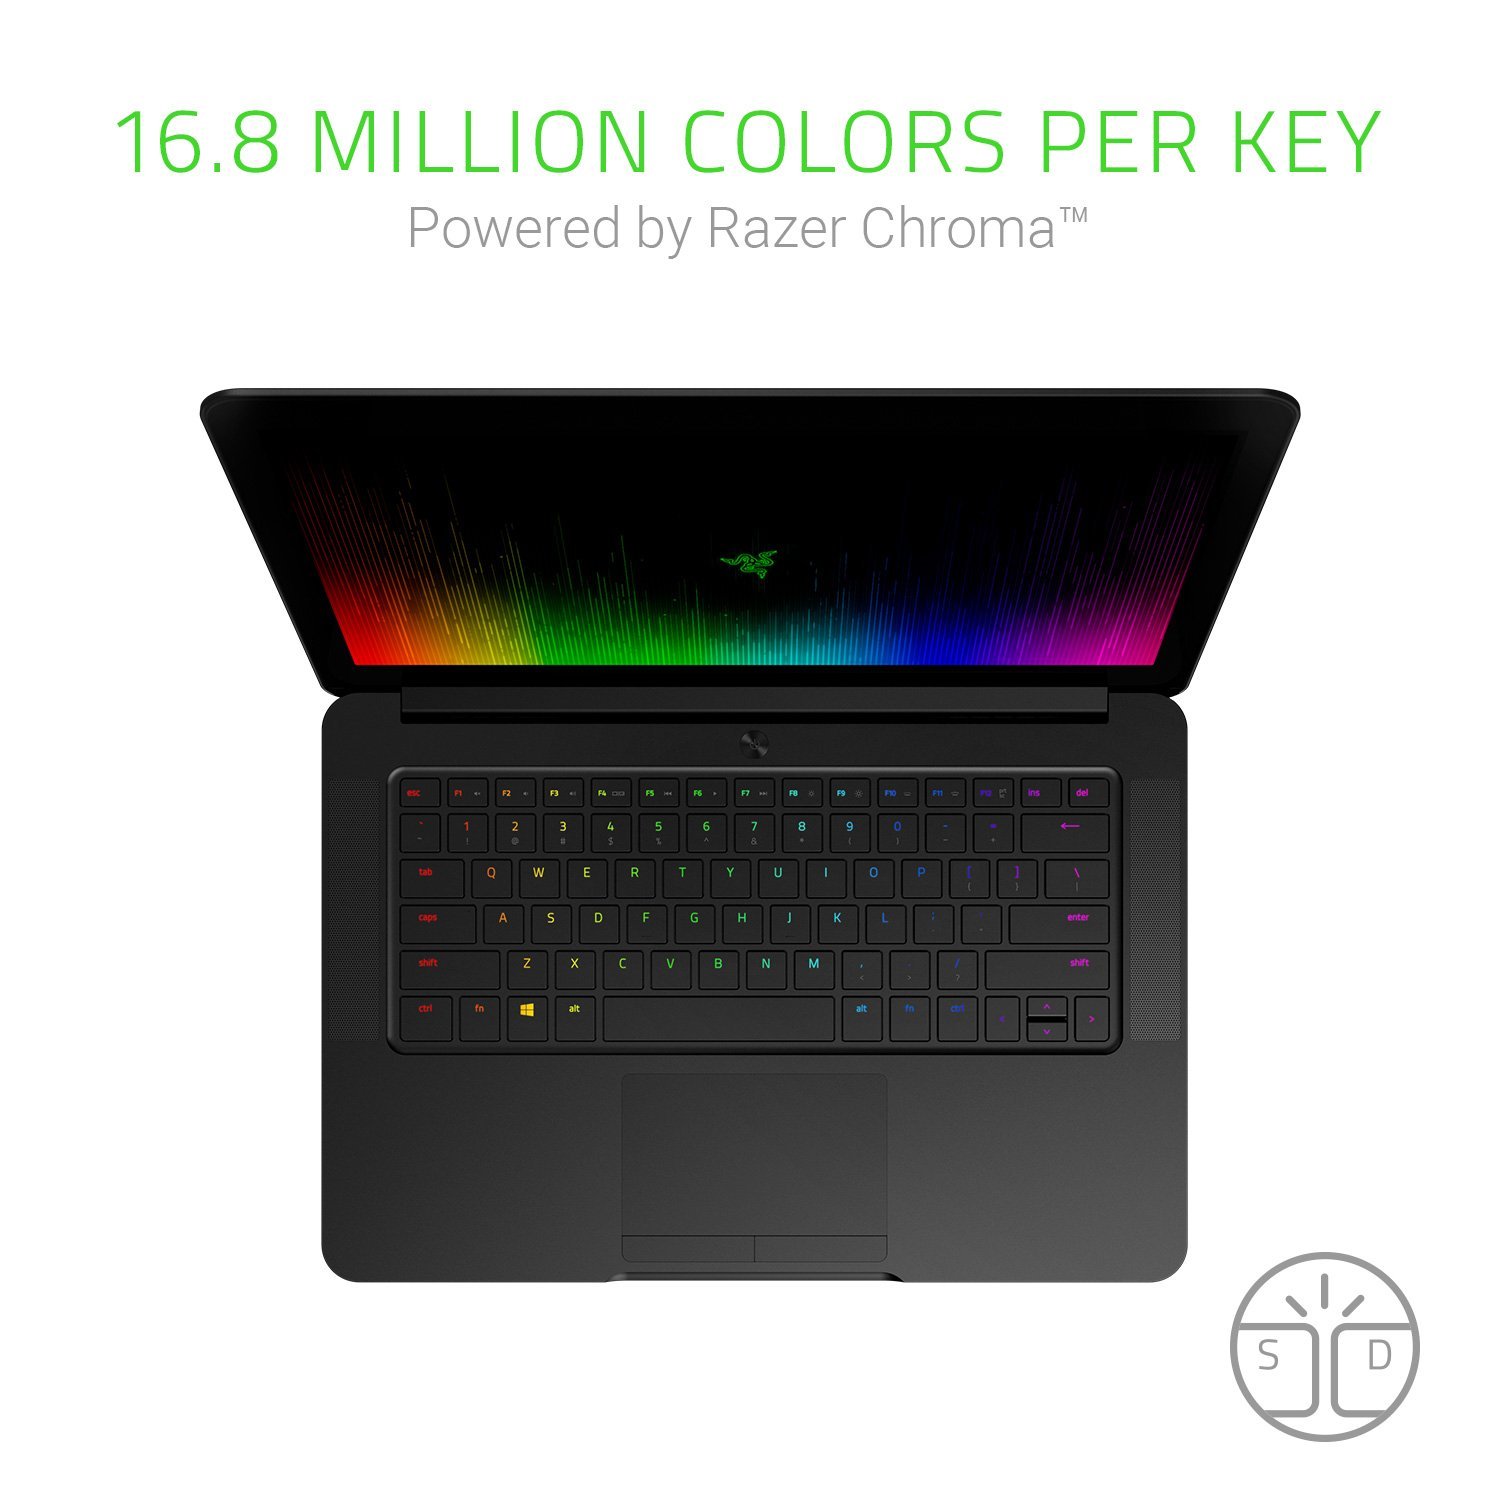 16.8 MILLION COLORS PER KEY
Powered by Razer Chroma™
esc F1 F2 F3 F4 F5 F6 F7 F8 F9 F10 F11 F12 ins del
` 1 2 3 4 5 6 7 8 9 0 - = ←
~ ! @ # $ % ^ & * ( ) _ +
tab Q W E R T Y U I O P [ ] \
{ } |
caps A S D F G H J K L ; ' enter
: "
shift Z X C V B N M , . / shift
< > ?
ctrl fn alt alt fn ctrl < ^ v >
S D